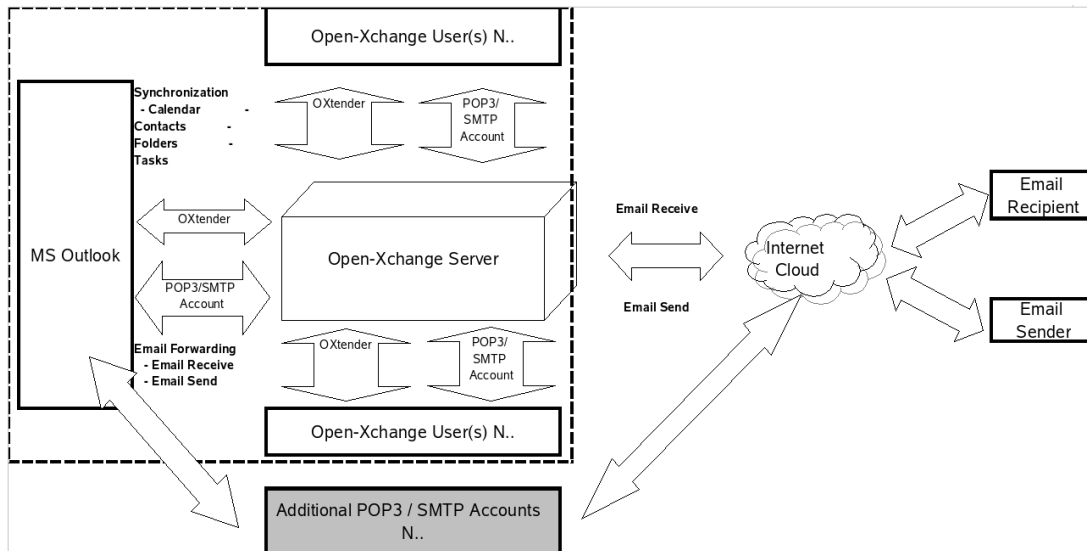 Open-Xchange User(s) N..
Synchronization
- Calendar -
Contacts -
Folders -
Tasks
OXtender
POP3/
SMTP
Account
OXtender
MS Outlook
Open-Xchange Server
POP3/SMTP
Account
Email Receive
Email Send
Internet
Cloud
Email
Recipient
Email
Sender
Email Forwarding
- Email Receive
- Email Send
OXtender
POP3/
SMTP
Account
Open-Xchange User(s) N..
Additional POP3 / SMTP Accounts
N..